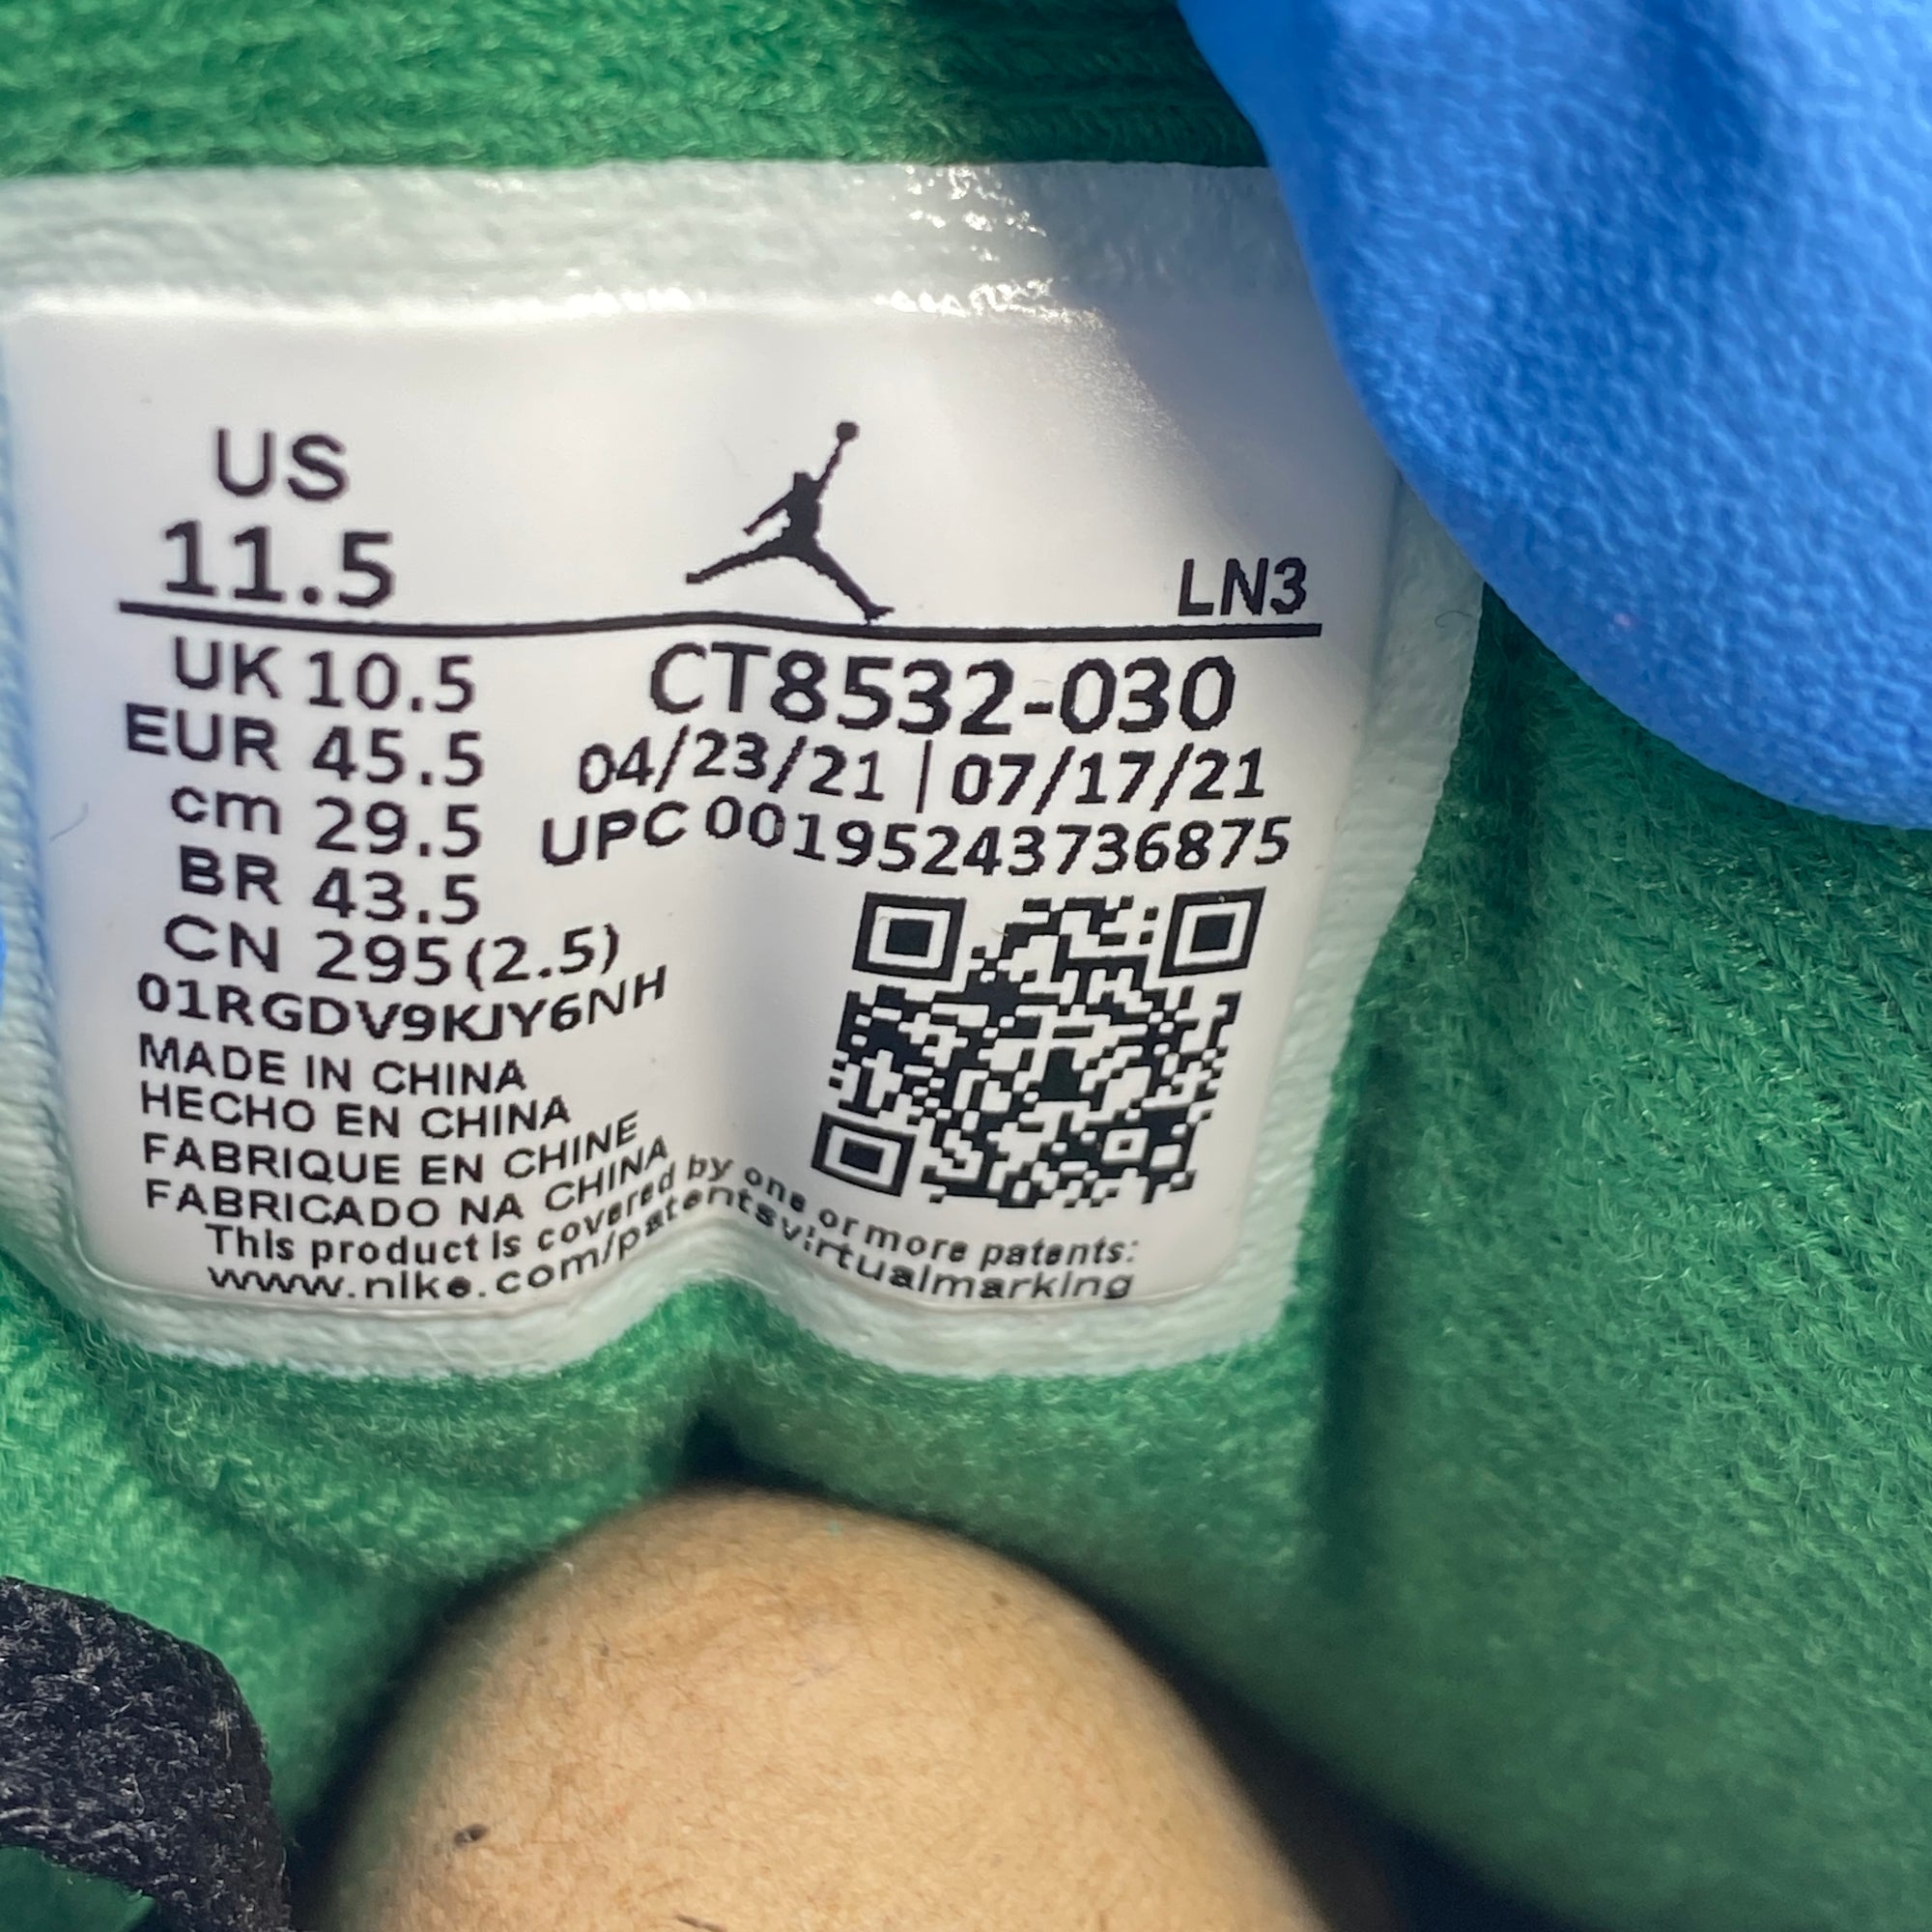 US
11.5
LN3
UK 10.5
EUR 45.5
cm 29.5
BR 43.5
CN 295(2.5)
CT8532-030
04/23/21 | 07/17/21
UPC 00195243736875
01RGDV9KJY6NH
MADE IN CHINA
HECHO EN CHINA
FABRIQUE EN CHINE
FABRICADO NA CHINA
This product is covered by one or more patents:
www.nike.com/patentsvirtualmarking